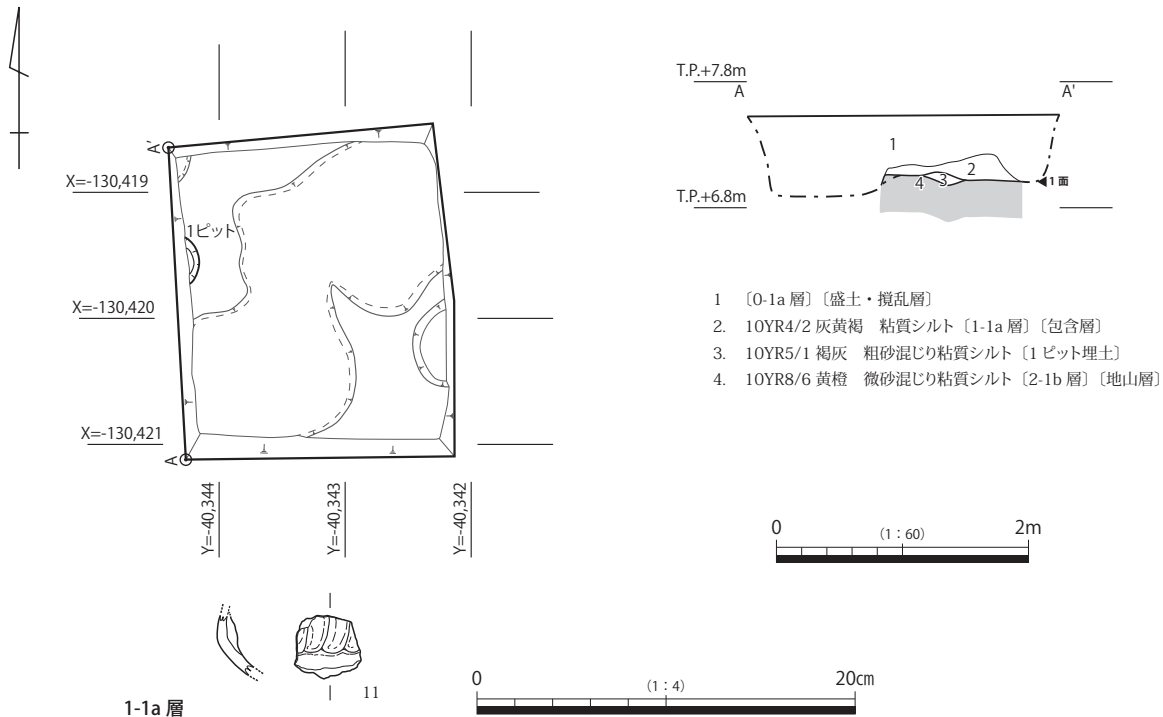 X=-130,419
X=-130,420
X=-130,421
Y=-40,344
Y=-40,343
Y=-40,342
A'
A
1ピット
T.P.+7.8m
A
A'
T.P.+6.8m
1
2
3
4
1面
1 〔0-1a 層〕〔盛土・撹乱層〕
2. 10YR4/2 灰黄褐 粘質シルト〔1-1a 層〕〔包含層〕
3. 10YR5/1 褐灰 粗砂混じり粘質シルト〔1 ピット埋土〕
4. 10YR8/6 黄橙 微砂混じり粘質シルト〔2-1b 層〕〔地山層〕
0
(1：60)
2m
11
1-1a 層
0
(1：4)
20cm